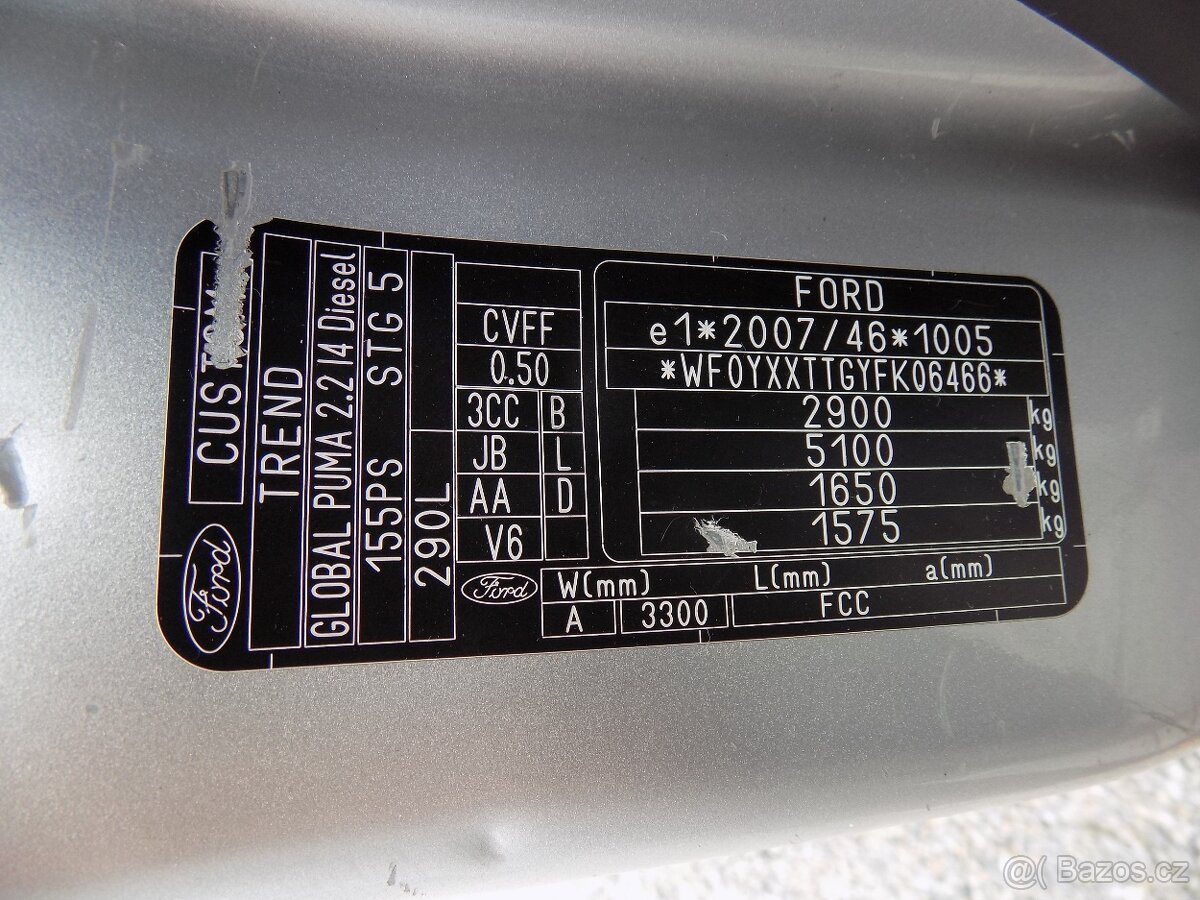 CUSTOM
TREND
GLOBAL PUMA 2.2 I4 Diesel
155PS STG 5
290L
Ford
CVFF
0.50
3CC B
JB L
AA D
V6
Ford
FORD
e1*2007/46*1005
*WF0YXXTTGYFK06466*
2900 kg
5100 kg
1650 kg
1575 kg
W(mm) L(mm) a(mm)
A 3300 FCC
@( Bazos.cz